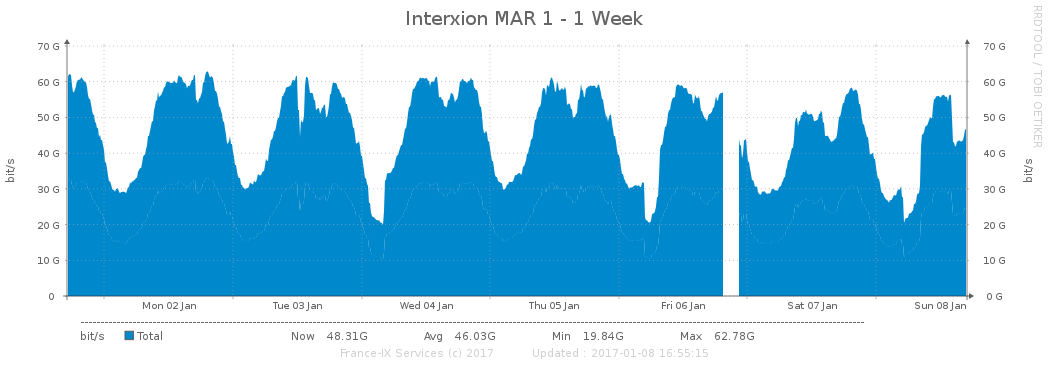 Interxion MAR 1 - 1 Week
RRDTOOL / TOBI OETIKER
bit/s
70 G 70 G
60 G 60 G
50 G 50 G
40 G 40 G
30 G 30 G
20 G 20 G
10 G 10 G
0 0 G
bit/s
Mon 02 Jan Tue 03 Jan Wed 04 Jan Thu 05 Jan Fri 06 Jan Sat 07 Jan Sun 08 Jan
bit/s Total Now 48.31G Avg 46.03G Min 19.84G Max 62.78G
France-IX Services (c) 2017 Updated : 2017-01-08 16:55:15